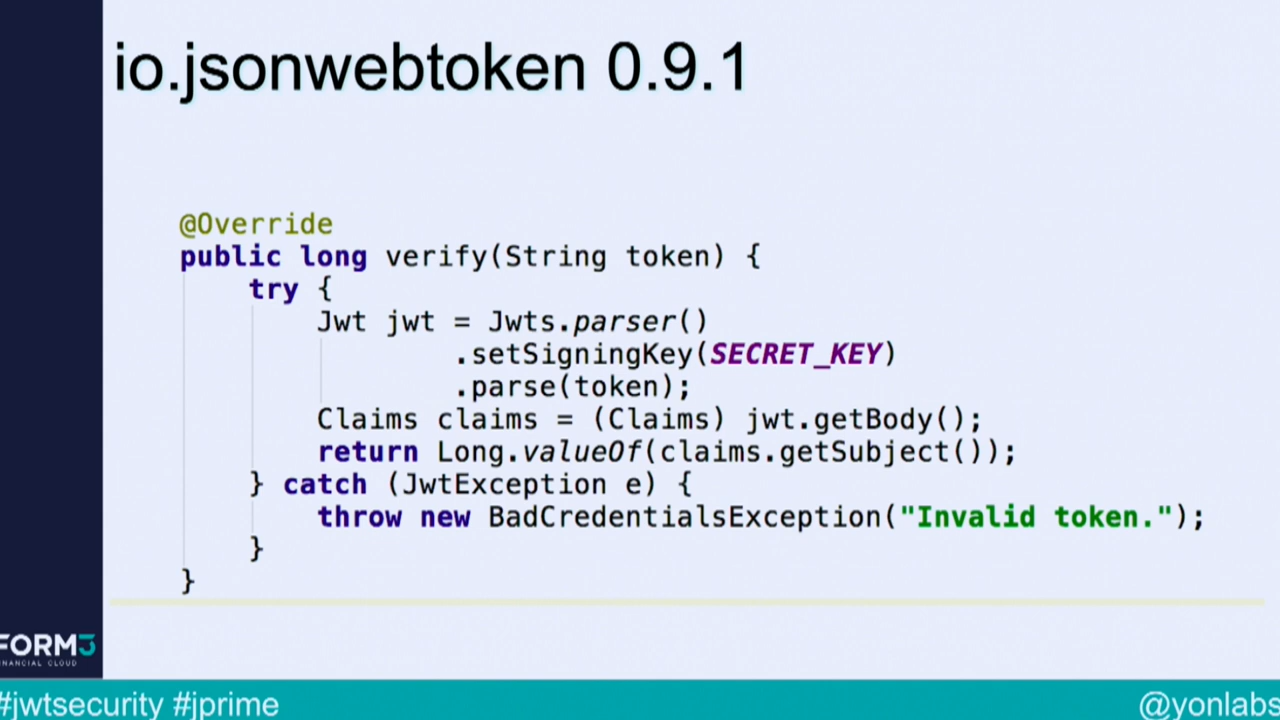 io.jsonwebtoken 0.9.1
@Override
public long verify(String token) {
try {
Jwt jwt = Jwts.parser()
.setSigningKey(SECRET_KEY)
.parse(token);
Claims claims = (Claims) jwt.getBody();
return Long.valueOf(claims.getSubject());
} catch (JwtException e) {
throw new BadCredentialsException("Invalid token.");
}
}
FORM3
INANCIAL CLOUD
#jwtsecurity #jprime
@yonlabs